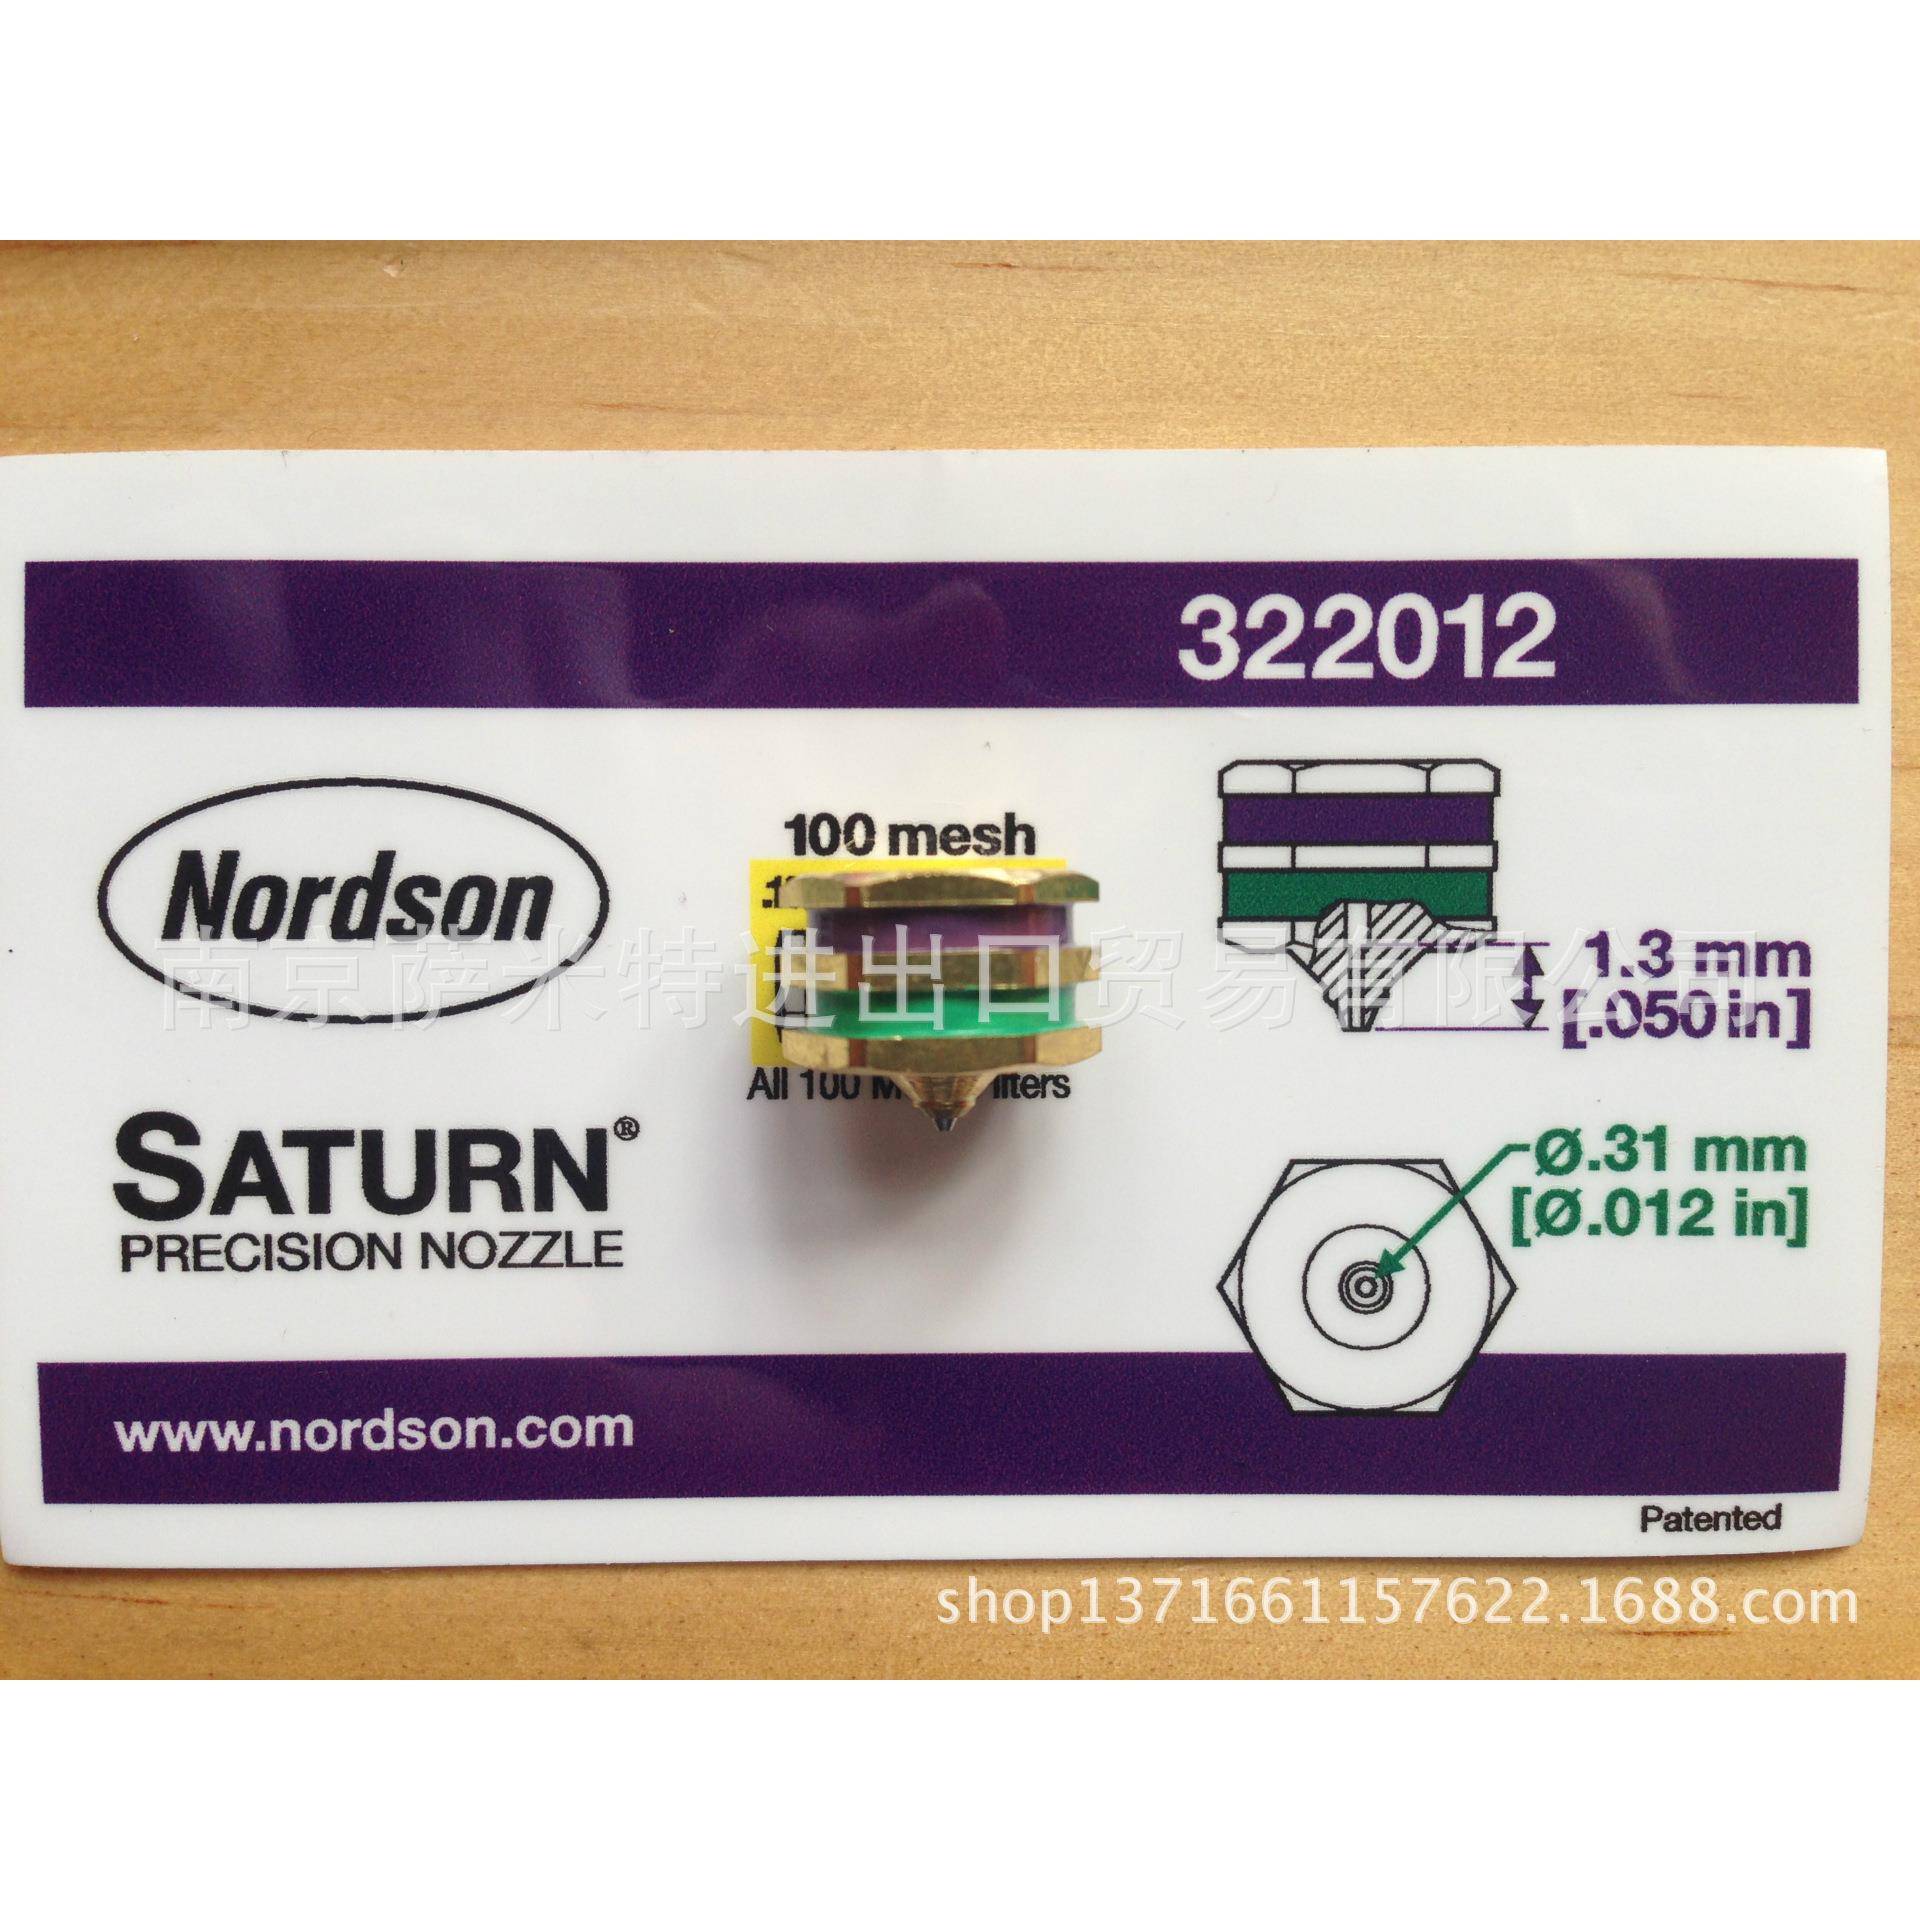 322012
Nordson
100 mesh
All 100
1.3 mm
[.050 in]
南京萨米特进出口贸易有限公司
SATURN®
PRECISION NOZZLE
Ø.31 mm
[Ø.012 in]
www.nordson.com
Patented
shop1371661157622.1688.com